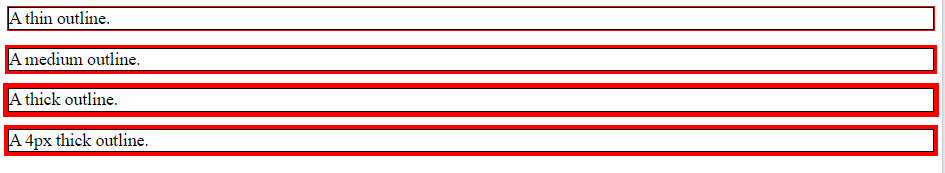 A thin outline.
A medium outline.
A thick outline.
A 4px thick outline.